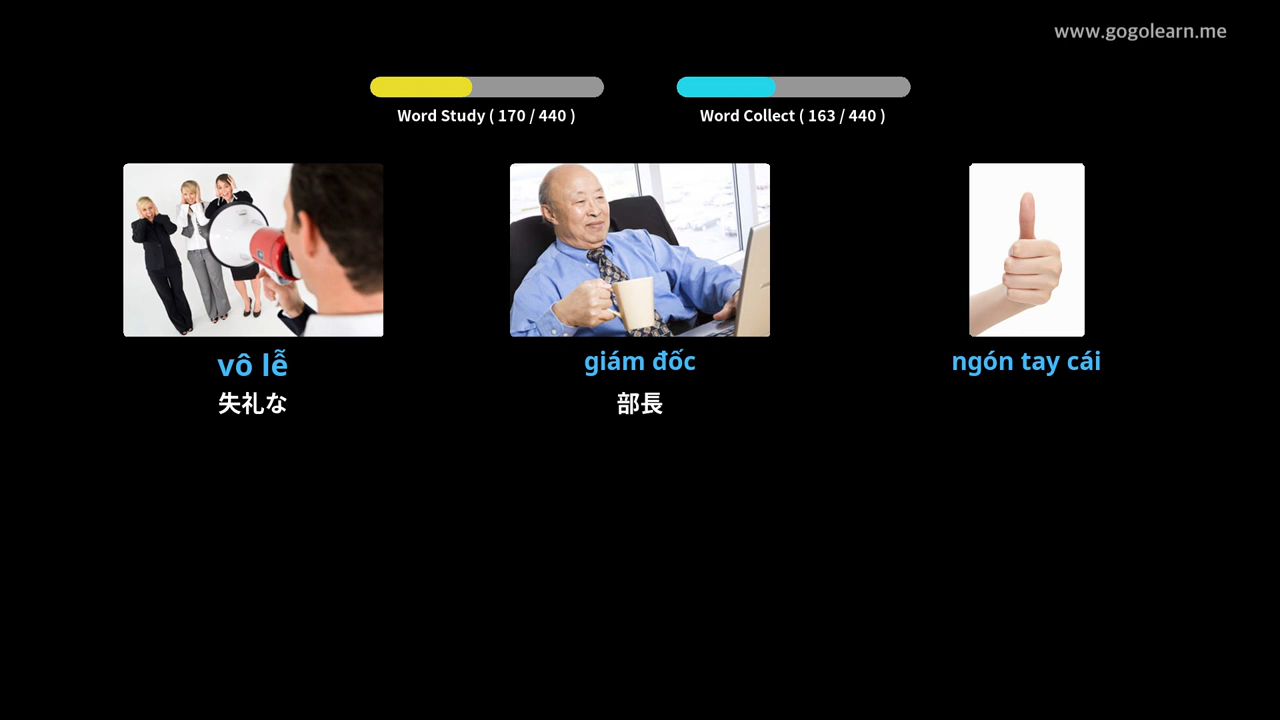 www.gogolearn.me
Word Study ( 170 / 440 )
Word Collect ( 163 / 440 )
vô lễ
失礼な
giám đốc
部長
ngón tay cái